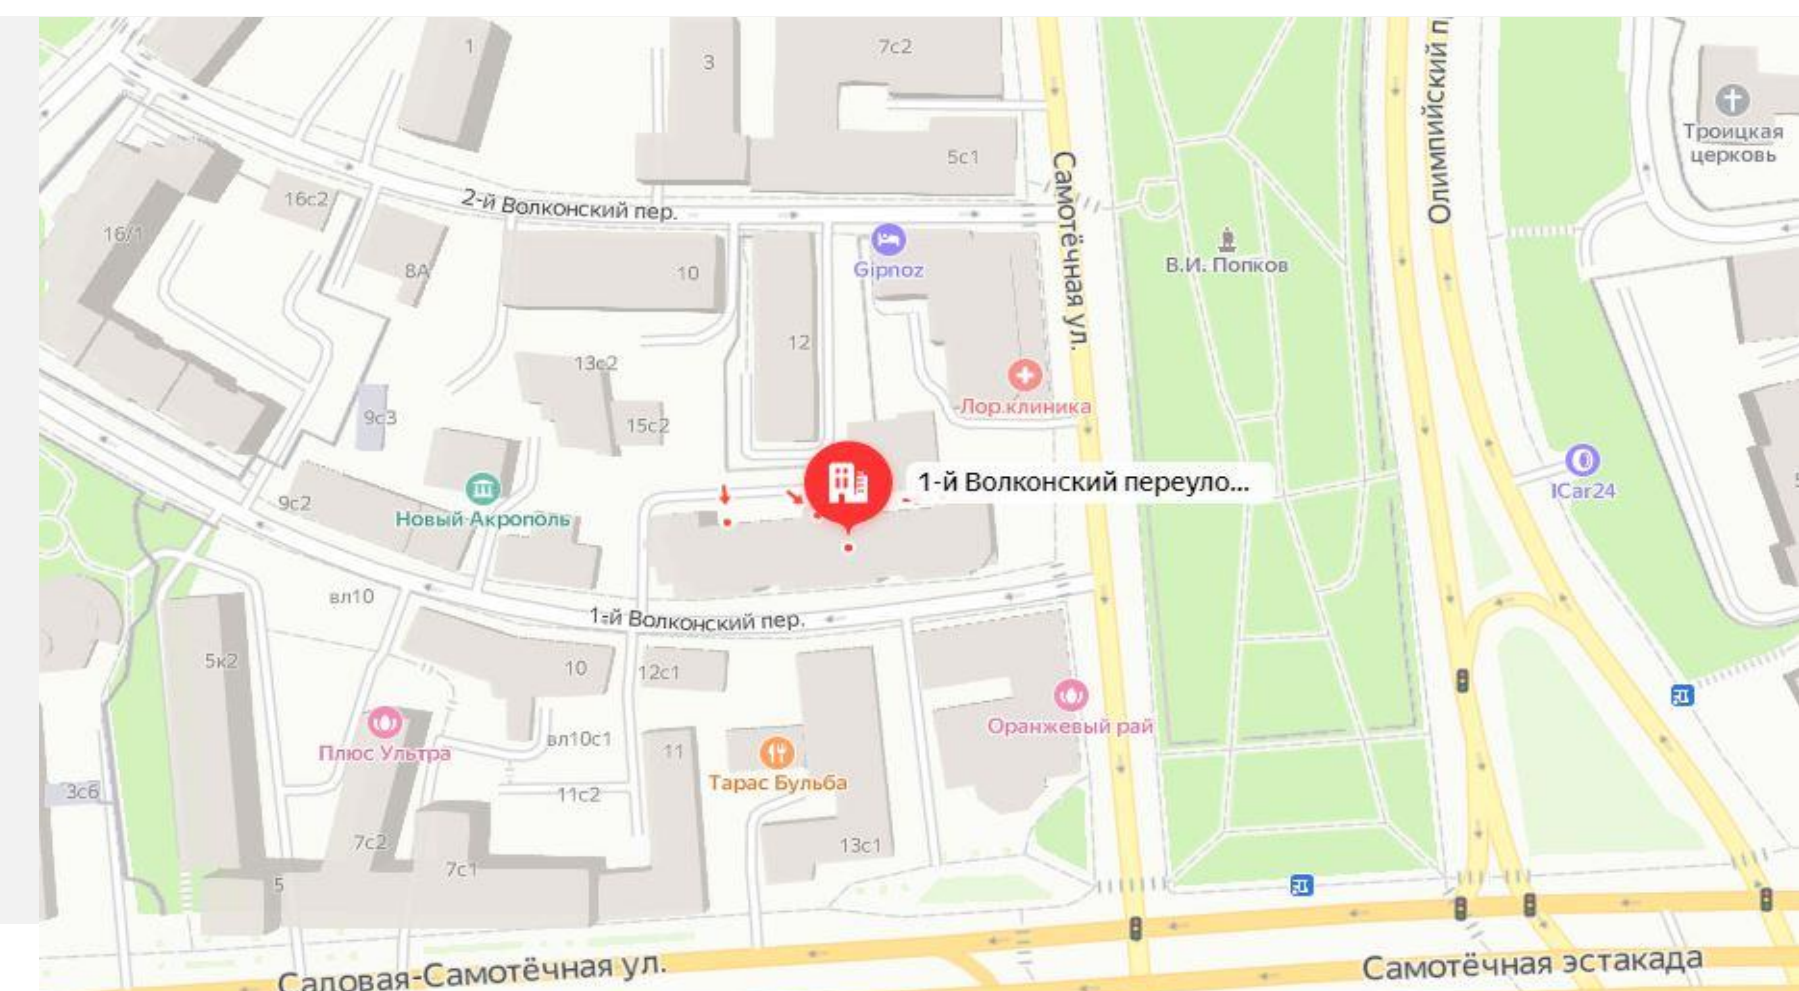 1
3
7с2
Олимпийский п
Троицкая
церковь
5с1
Самотёчная ул.
2-й Волконский пер.
16с2
16/1
8А
10
Gipnoz
В.И. Попков
12
13с2
Лор.клиника
9с3
15с2
1-й Волконский переуло...
ICar24
9с2
Новый Акрополь
вл10
1-й Волконский пер.
5к2
10
12с1
Оранжевый рай
Плюс Ультра
вл10с1
11
Тарас Бульба
3с6
11с2
7с2
13с1
7с1
5
Садовая-Самотёчная ул.
Самотёчная эстакада